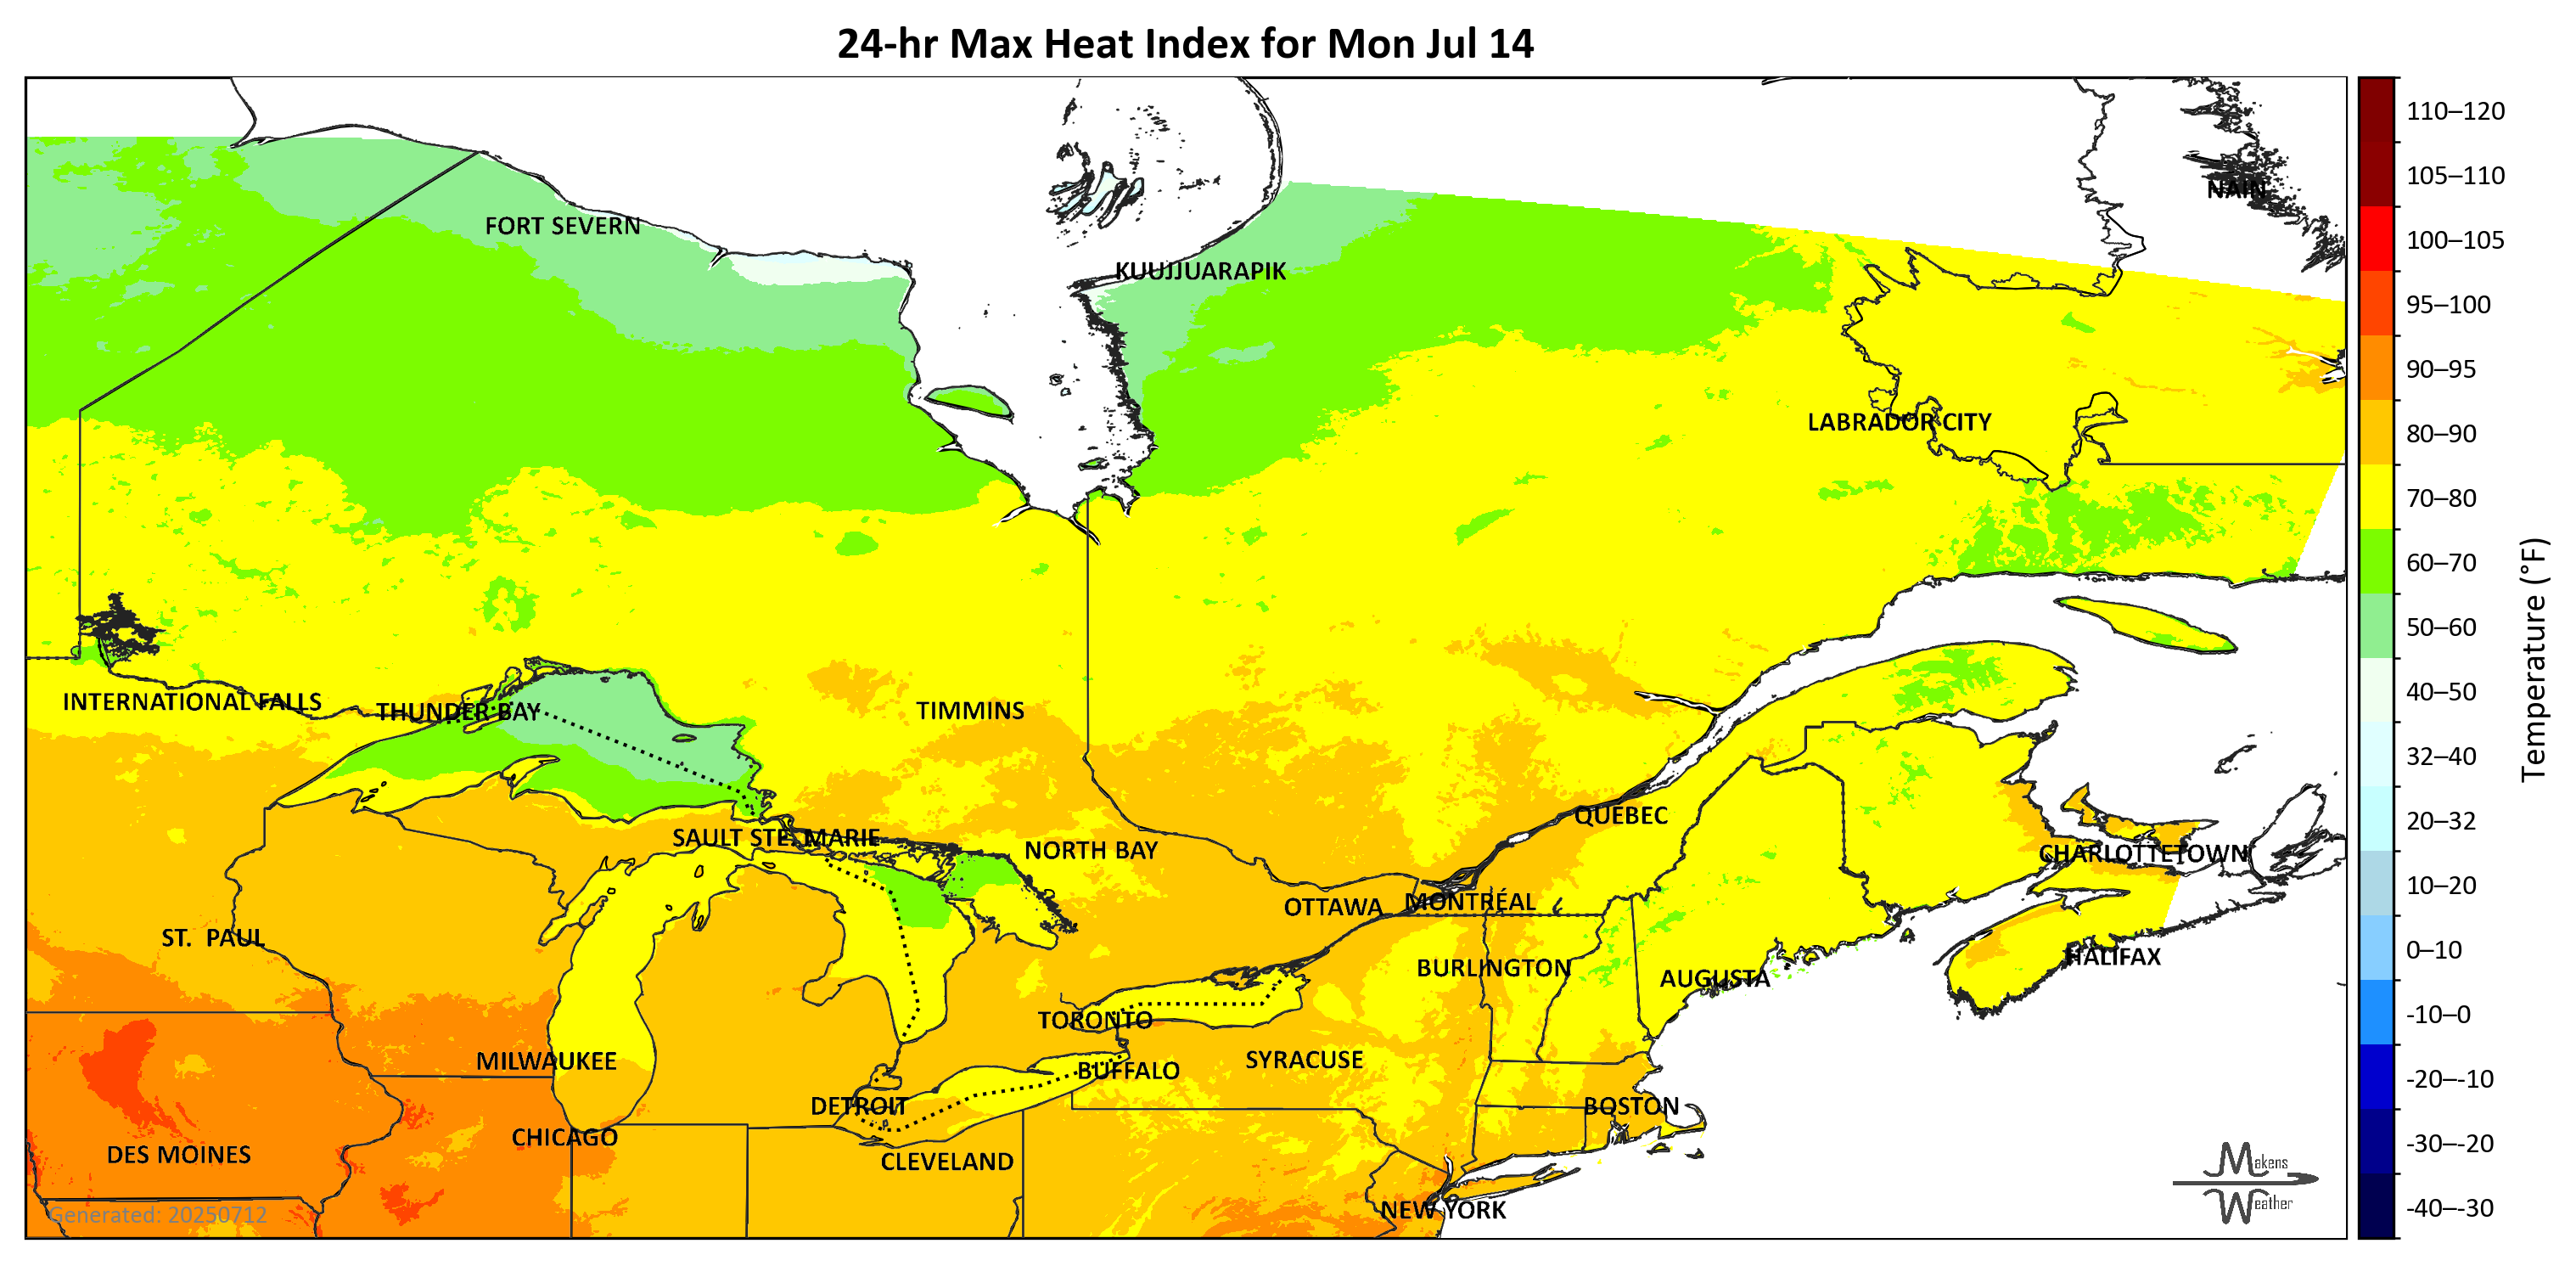 24-hr Max Heat Index for Mon Jul 14
NAIN
FORT SEVERN
KUUJJUARAPIK
LABRADOR CITY
INTERNATIONAL FALLS
THUNDER BAY
TIMMINS
QUÉBEC
SAULT STE. MARIE
NORTH BAY
CHARLOTTETOWN
OTTAWA
MONTRÉAL
ST. PAUL
HALIFAX
BURLINGTON
AUGUSTA
TORONTO
MILWAUKEE
SYRACUSE
BUFFALO
DETROIT
BOSTON
CHICAGO
DES MOINES
CLEVELAND
NEW YORK
Generated: 20250712
Makens
Weather
110–120
105–110
100–105
95–100
90–95
80–90
70–80
60–70
50–60
40–50
32–40
20–32
10–20
0–10
-10–0
-20–-10
-30–-20
-40–-30
Temperature (°F)